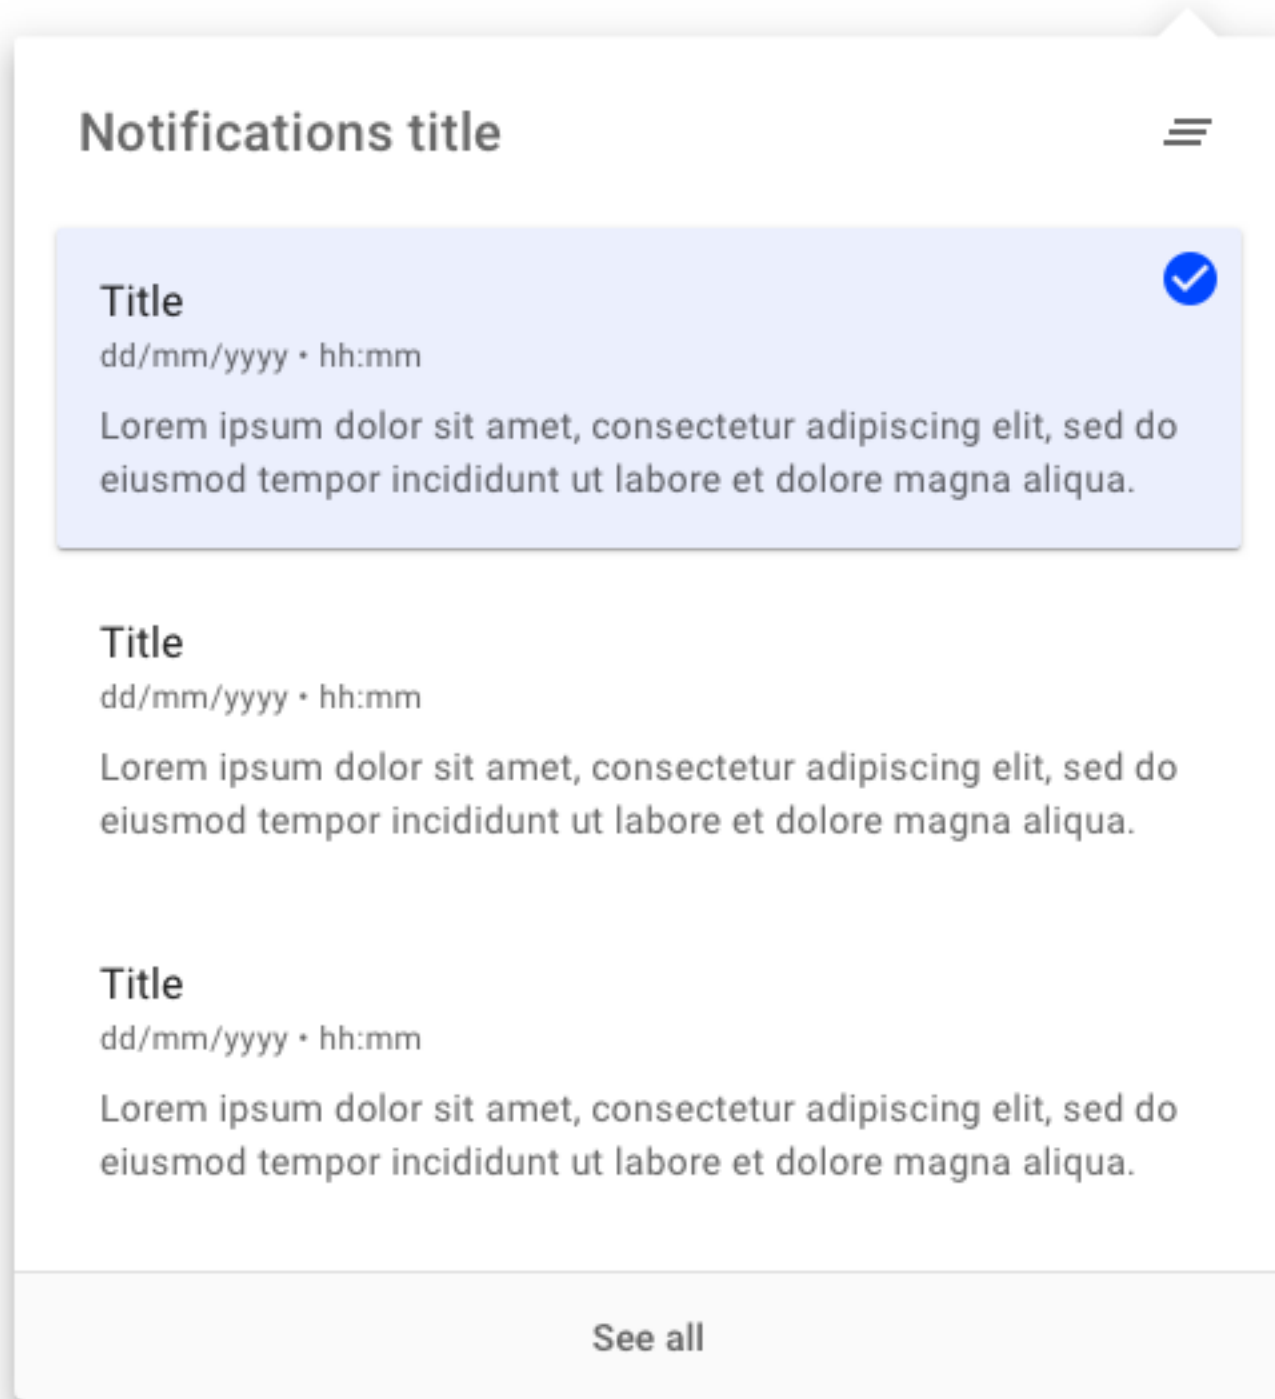 Notifications title
Title
dd/mm/yyyy • hh:mm
Lorem ipsum dolor sit amet, consectetur adipiscing elit, sed do
eiusmod tempor incididunt ut labore et dolore magna aliqua.
Title
dd/mm/yyyy • hh:mm
Lorem ipsum dolor sit amet, consectetur adipiscing elit, sed do
eiusmod tempor incididunt ut labore et dolore magna aliqua.
Title
dd/mm/yyyy • hh:mm
Lorem ipsum dolor sit amet, consectetur adipiscing elit, sed do
eiusmod tempor incididunt ut labore et dolore magna aliqua.
See all